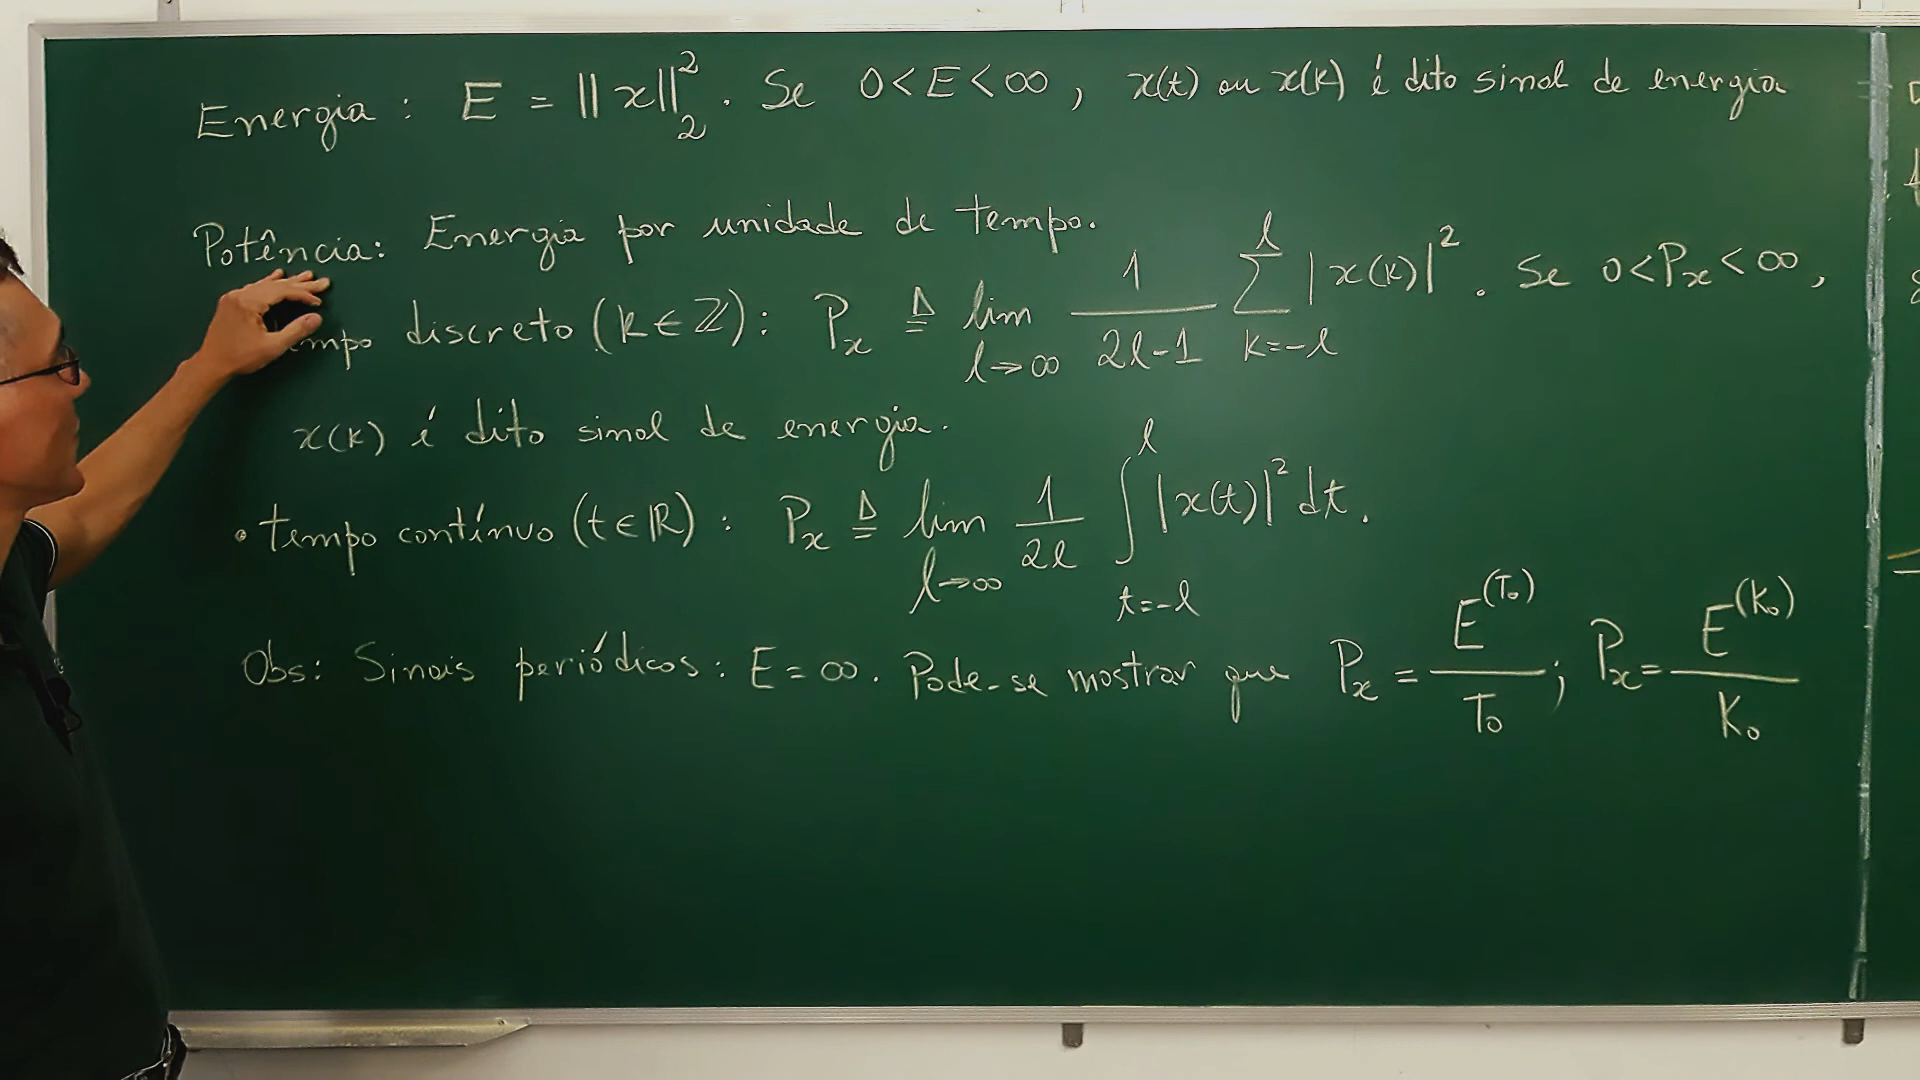 Energia : E = ||x||₂². Se 0<E<∞, x(t) ou x(k) é dito sinal de energia
Potência: Energia por unidade de tempo.
discreto (k∈ℤ): Pₓ ≜ lim_{l→∞} 1/(2l-1) ∑_{k=-l}^{l} |x(k)|². Se 0<Pₓ<∞,
x(k) é dito sinal de energia.
• tempo contínuo (t∈ℝ): Pₓ ≜ lim_{l→∞} 1/(2l) ∫_{t=-l}^{l} |x(t)|² dt.
Obs: Sinais periódicos: E = ∞. Pode-se mostrar que Pₓ = E^(T₀)/T₀; Pₓ = E^(K₀)/K₀